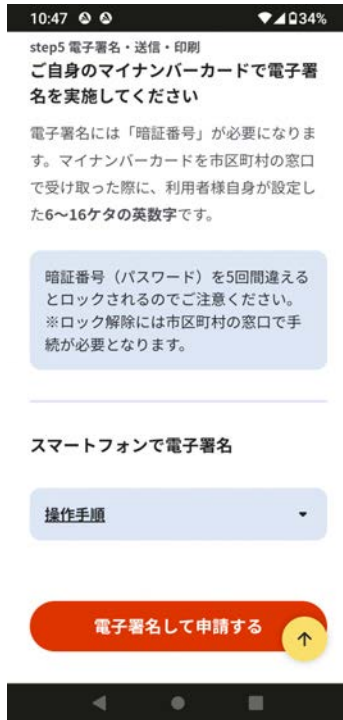 10:47
34%
step5 電子署名・送信・印刷
ご自身のマイナンバーカードで電子署
名を実施してください
電子署名には「暗証番号」が必要になりま
す。マイナンバーカードを市区町村の窓口
で受け取った際に、利用者様自身が設定し
た6〜16ケタの英数字です。
暗証番号（パスワード）を5回間違える
とロックされるのでご注意ください。
※ロック解除には市区町村の窓口で手
続が必要となります。
スマートフォンで電子署名
操作手順
電子署名して申請する